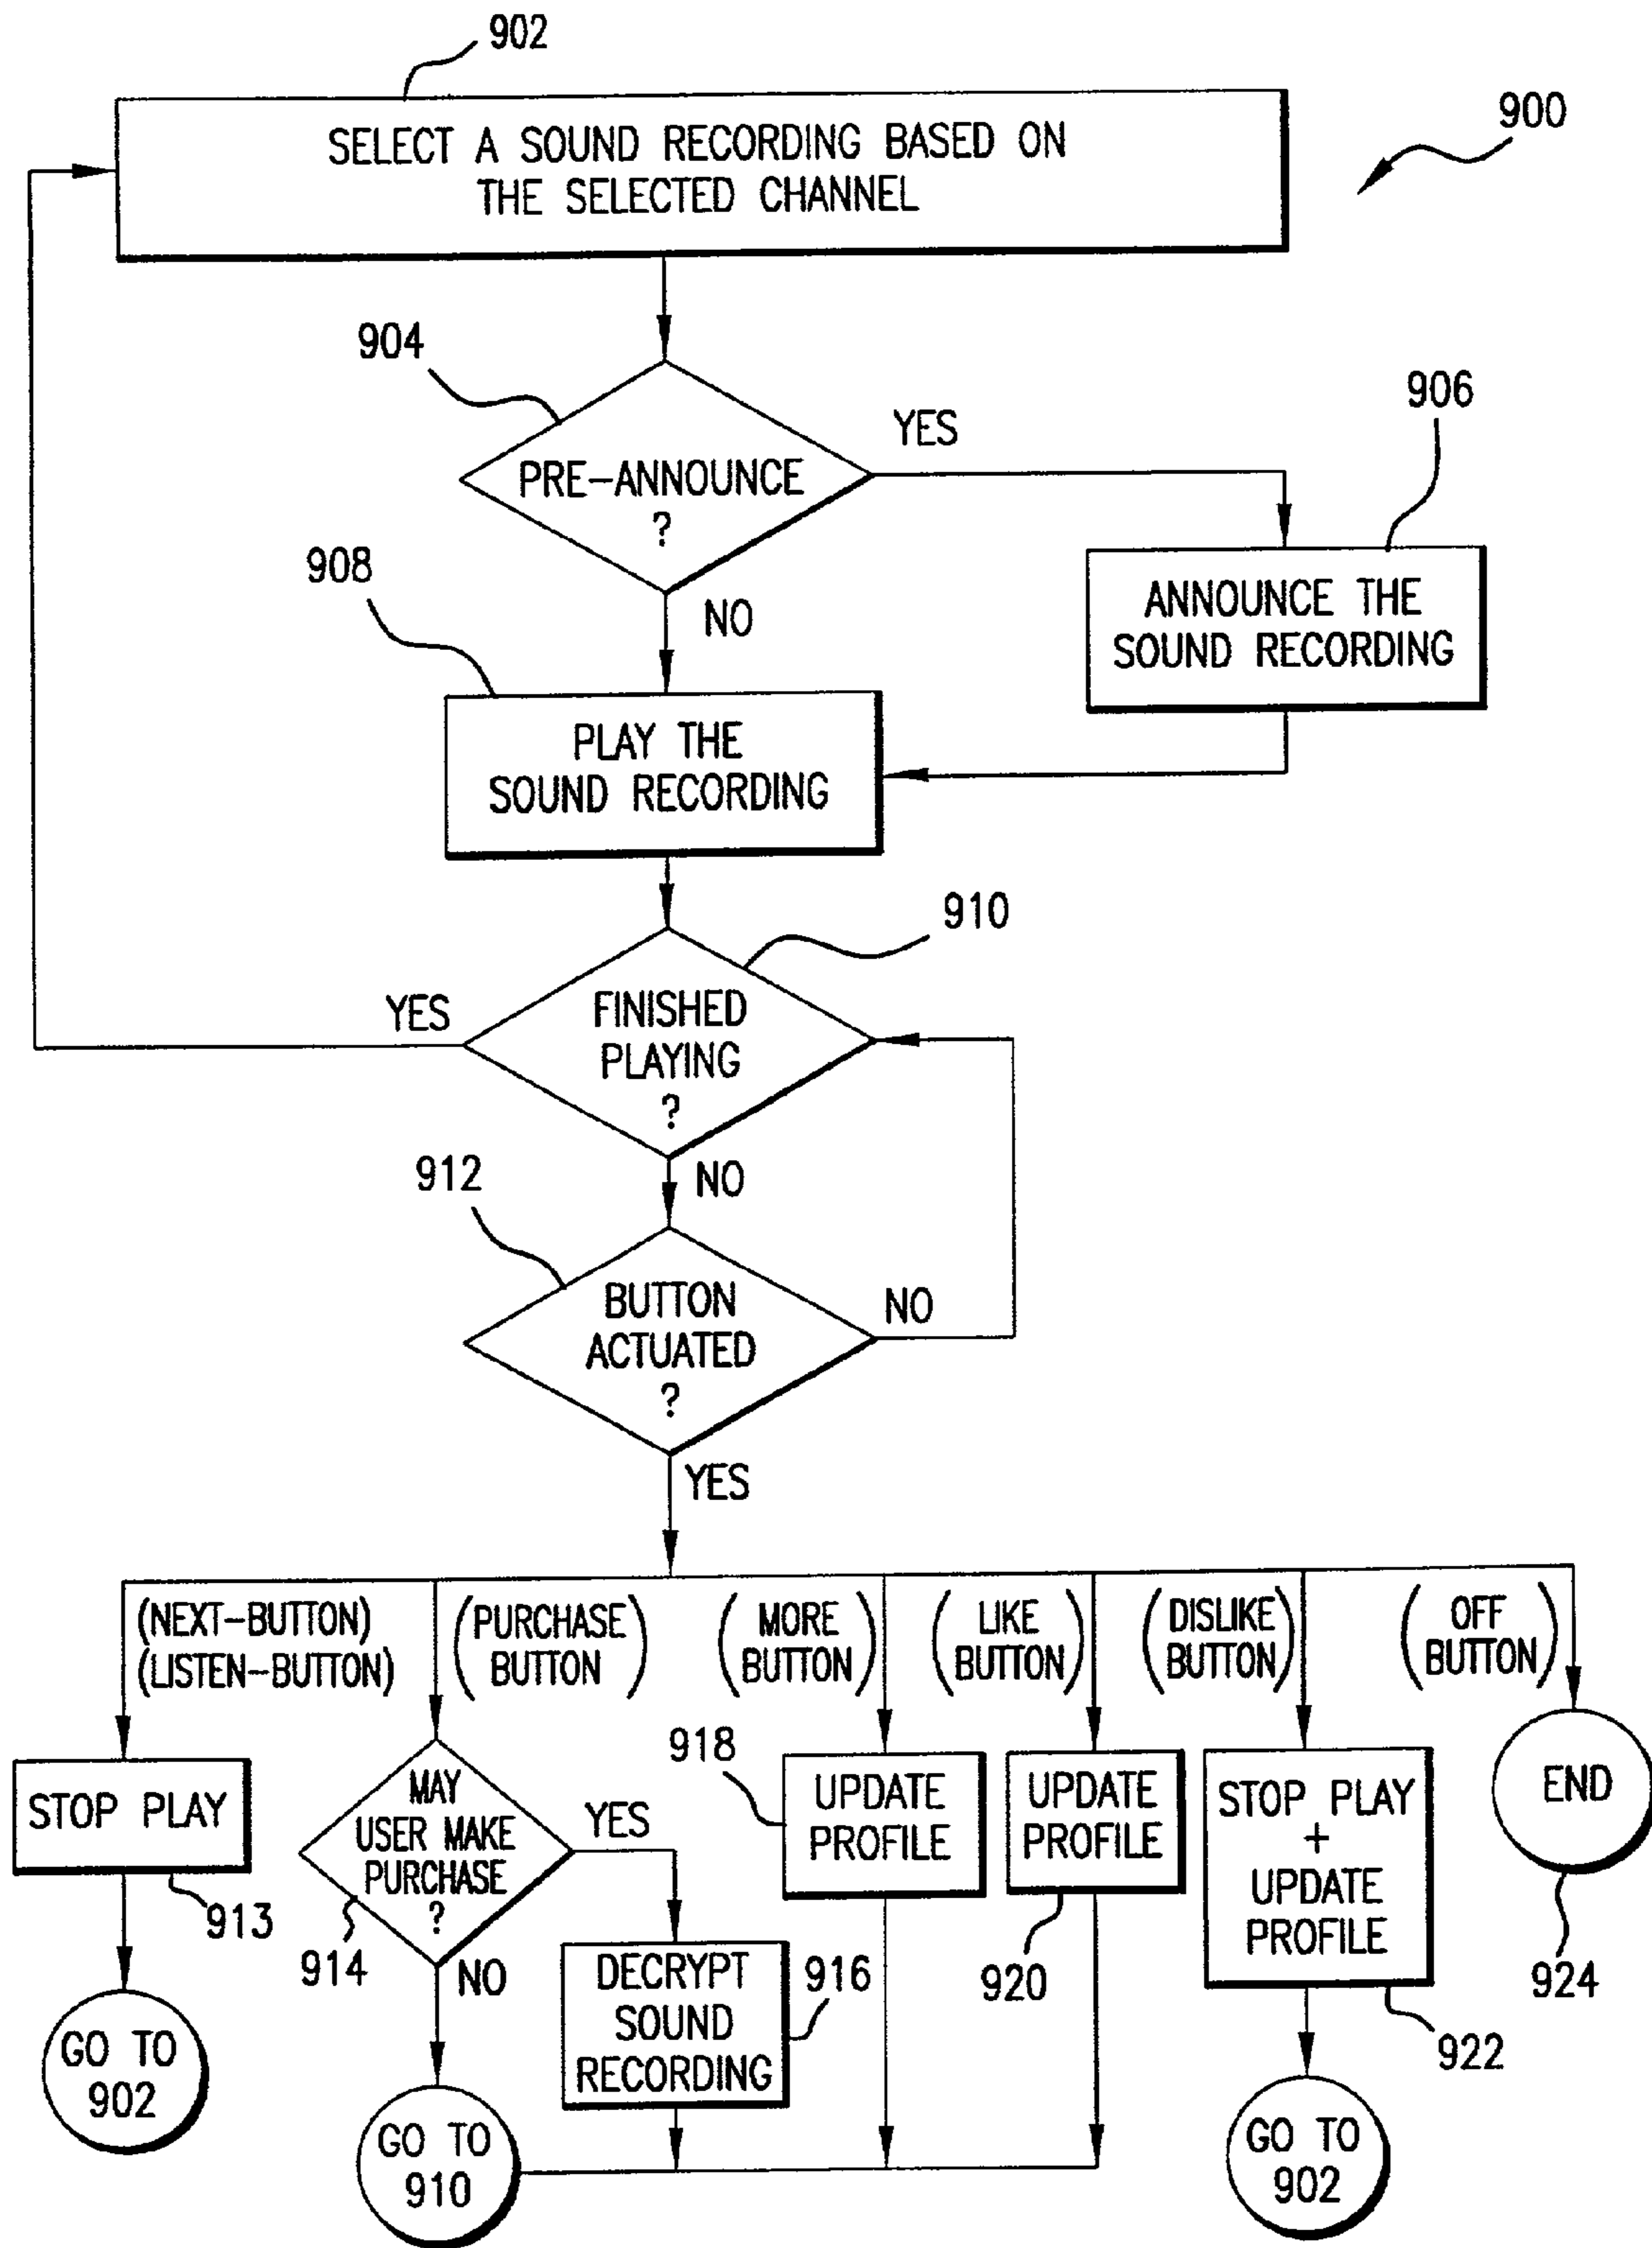 902
900
SELECT A SOUND RECORDING BASED ON
THE SELECTED CHANNEL
904
PRE-ANNOUNCE
?
YES
NO
906
ANNOUNCE THE
SOUND RECORDING
908
PLAY THE
SOUND RECORDING
910
FINISHED
PLAYING
?
YES
NO
912
BUTTON
ACTUATED
?
NO
YES
(NEXT-BUTTON)
(LISTEN-BUTTON)
(PURCHASE
BUTTON)
(MORE
BUTTON)
(LIKE
BUTTON)
(DISLIKE
BUTTON)
(OFF
BUTTON)
STOP PLAY
913
GO TO
902
MAY
USER MAKE
PURCHASE
?
914
YES
NO
DECRYPT
SOUND
RECORDING
916
GO TO
910
918
UPDATE
PROFILE
UPDATE
PROFILE
920
STOP PLAY
+
UPDATE
PROFILE
922
GO TO
902
END
924